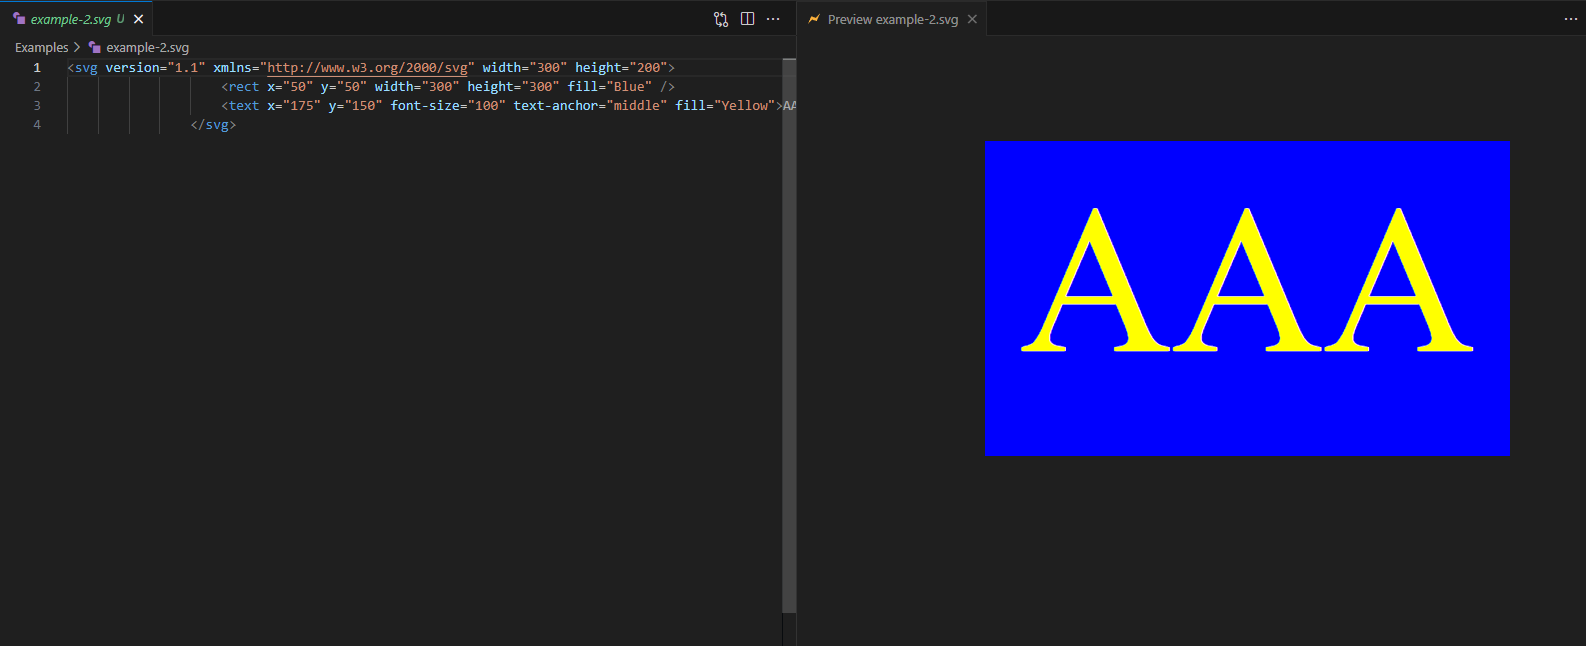 example-2.svg U
Preview example-2.svg
Examples > example-2.svg
1 <svg version="1.1" xmlns="http://www.w3.org/2000/svg" width="300" height="200">
2 <rect x="50" y="50" width="300" height="300" fill="Blue" />
3 <text x="175" y="150" font-size="100" text-anchor="middle" fill="Yellow">AA
4 </svg>
AAA